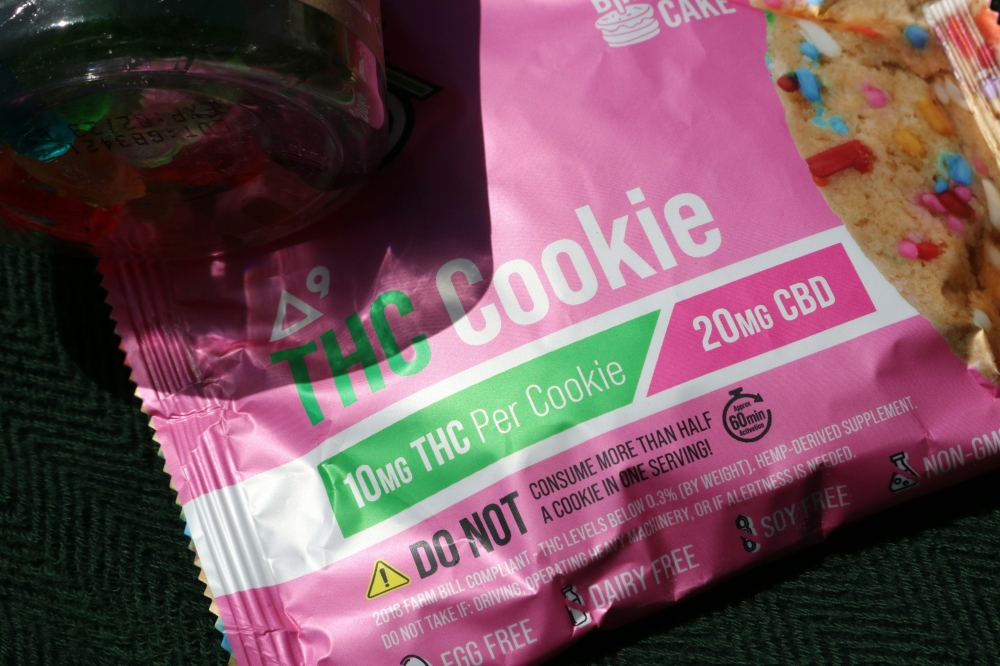 CAKE
Δ9
THC Cookie
10MG THC Per Cookie
20MG CBD
DO NOT
CONSUME MORE THAN HALF
A COOKIE IN ONE SERVING!
Approx
60min
Activation
2018 FARM BILL COMPLIANT - THC LEVELS BELOW 0.3% (BY WEIGHT). HEMP-DERIVED SUPPLEMENT.
DO NOT TAKE IF: DRIVING, OPERATING HEAVY MACHINERY, OR IF ALERTNESS IS NEEDED.
EGG FREE
DAIRY FREE
SOY FREE
NON-GM